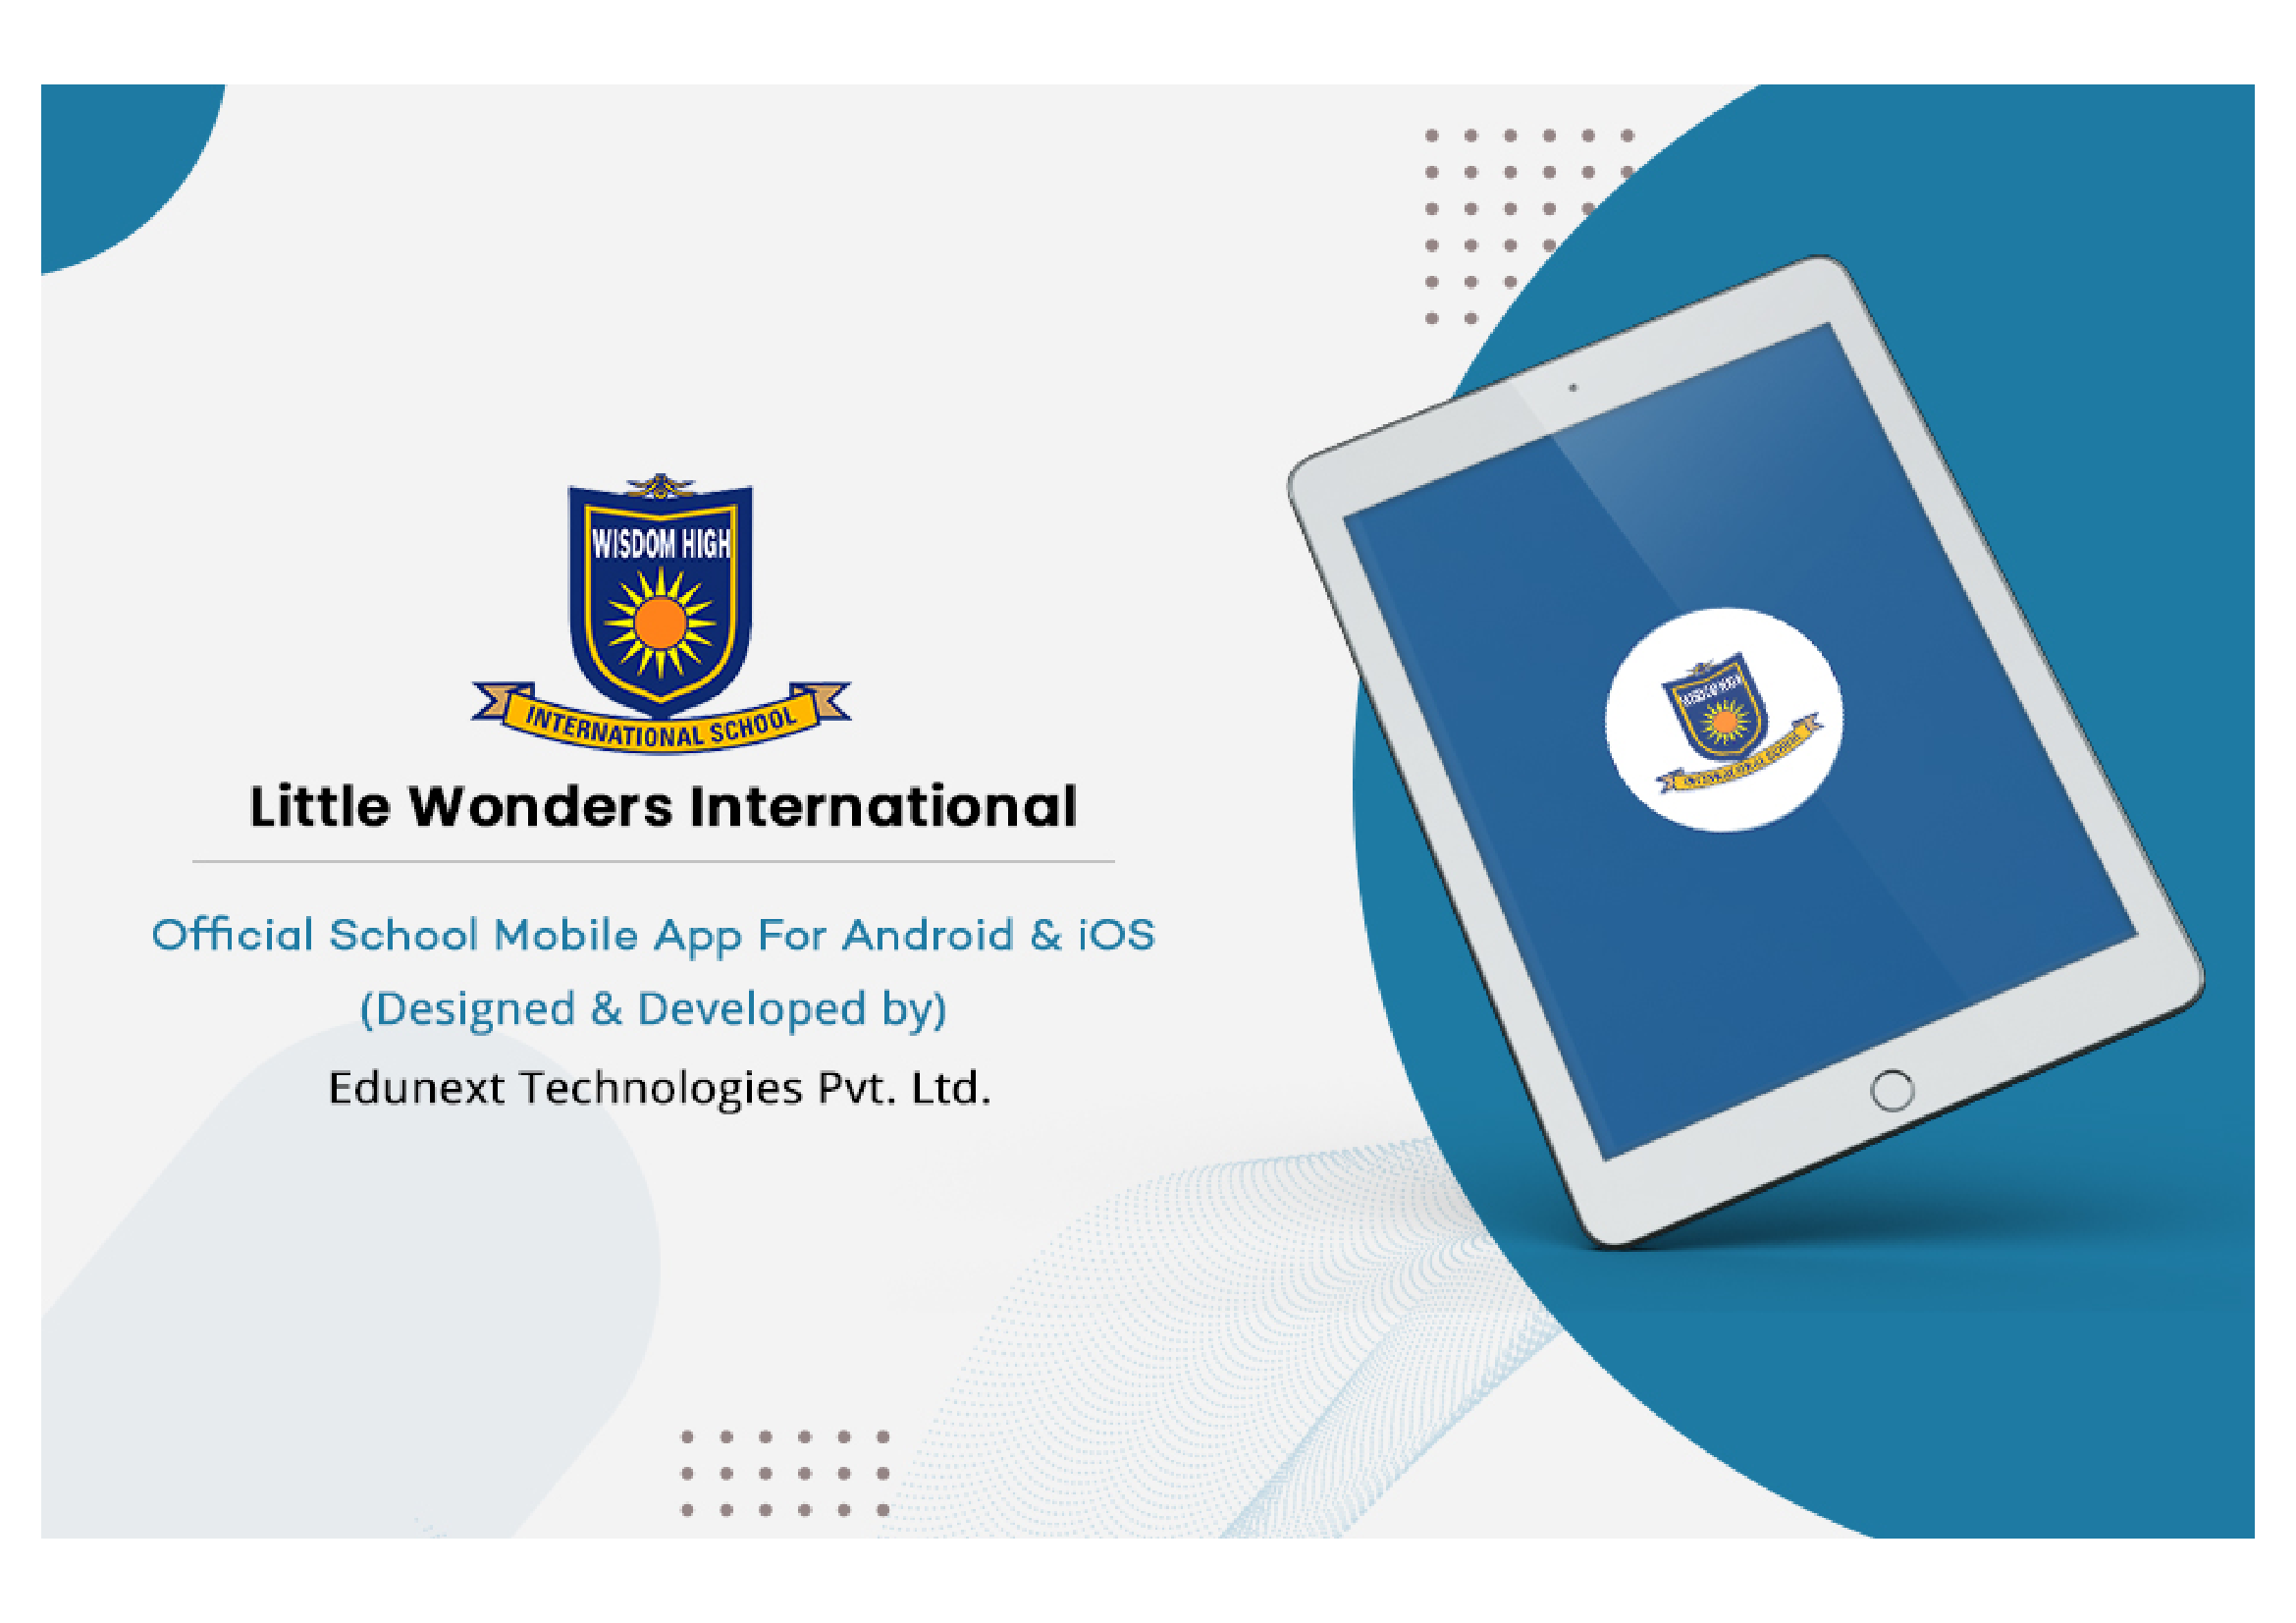 WISDOM HIGH
INTERNATIONAL SCHOOL
Little Wonders International
Official School Mobile App For Android & iOS
(Designed & Developed by)
Edunext Technologies Pvt. Ltd.